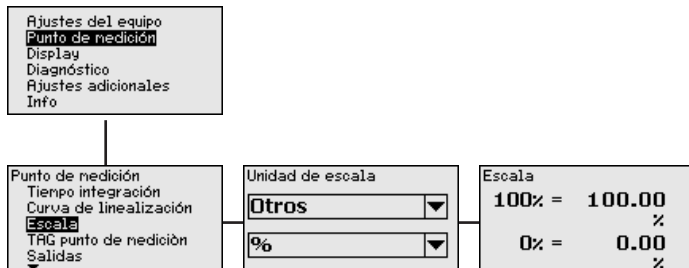 Ajustes del equipo
Punto de medición
Display
Diagnóstico
Ajustes adicionales
Info
Punto de medición
Tiempo integración
Curva de linealización
Escala
TAG punto de mediciòn
Salidas
Unidad de escala
Otros
%
Escala
100% = 100.00
%
0% = 0.00
%